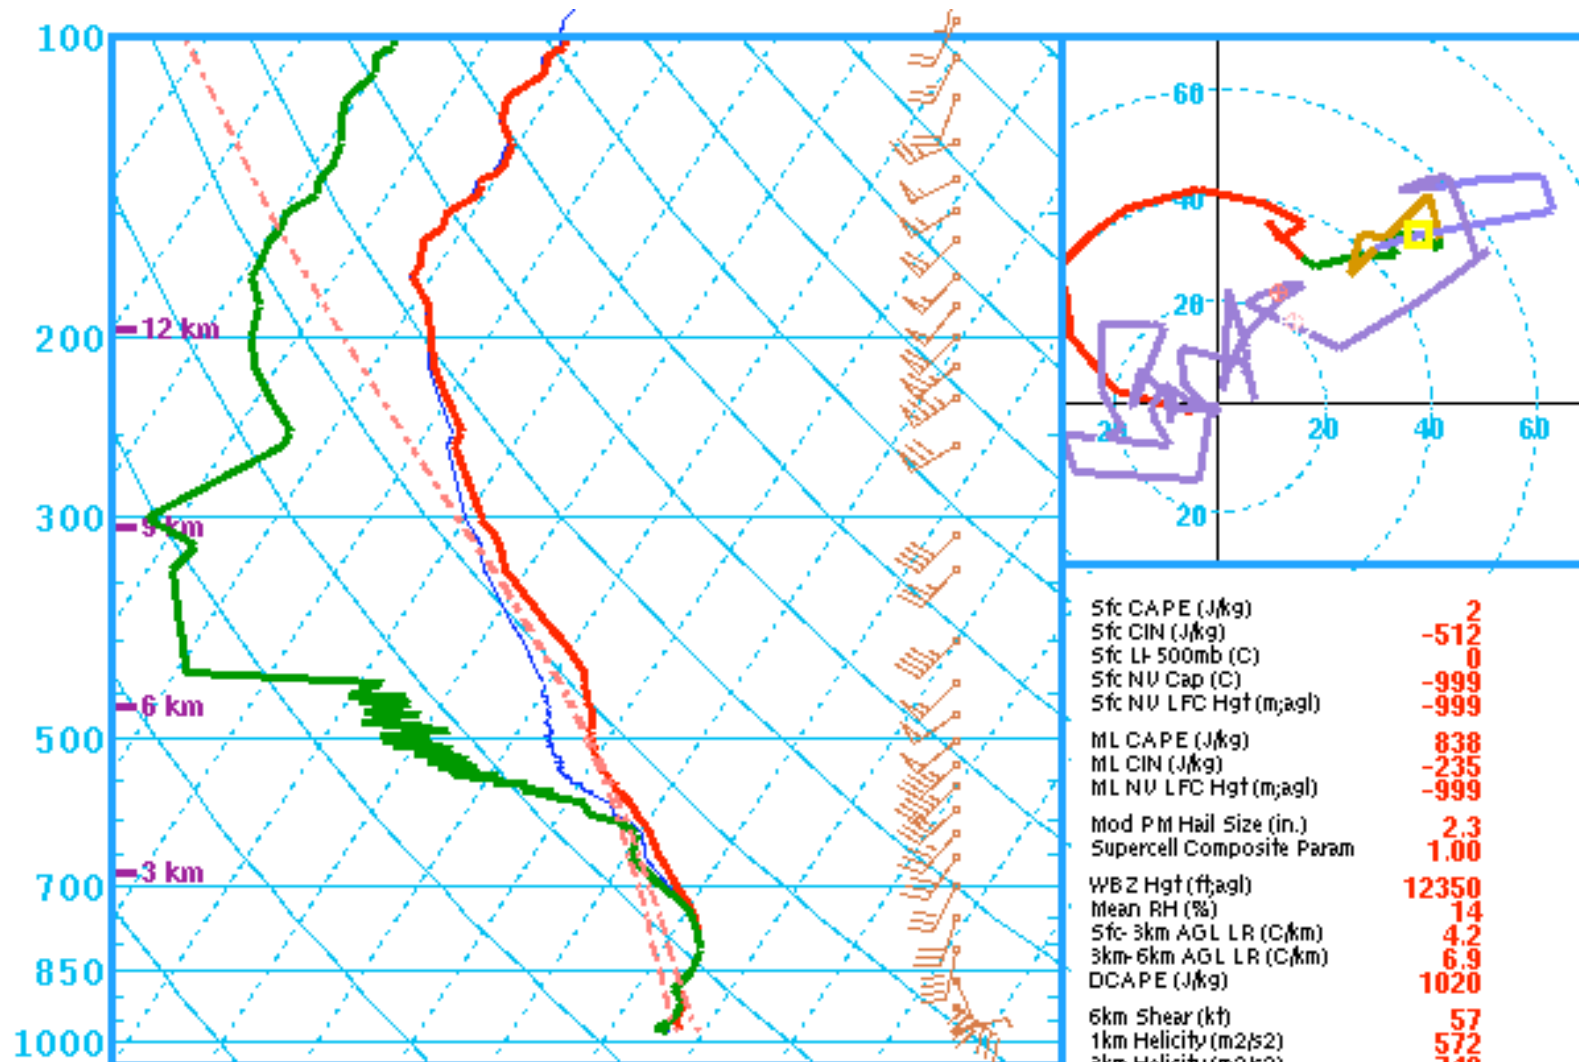 100
12 km
200
300
9 km
6 km
500
3 km
700
850
1000
60
40
20
20
20
40
60
20
Sfc CAPE (J/kg) 2
Sfc CIN (J/kg) -512
Sfc LI-500mb (C) 0
Sfc NV Cap (C) -999
Sfc NV LFC Hgt (m;agl) -999
ML CAPE (J/kg) 838
ML CIN (J/kg) -235
ML NV LFC Hgt (m;agl) -999
Mod PM Hail Size (in.) 2.3
Supercell Composite Param 1.00
WBZ Hgt (ft;agl) 12350
Mean RH (%) 14
Sfc-3km AGL LR (C/km) 4.2
3km-6km AGL LR (C/km) 6.9
DCAPE (J/kg) 1020
6km Shear (kt) 57
1km Helicity (m2/s2) 572
3km Helicity (m2/s2)